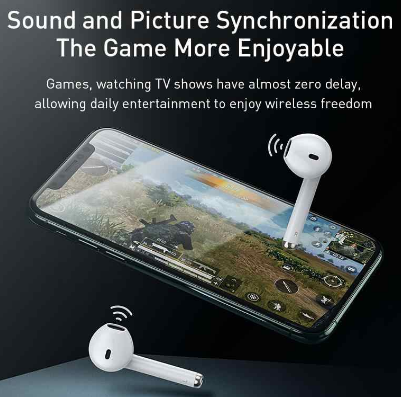 Sound and Picture Synchronization
The Game More Enjoyable
Games, watching TV shows have almost zero delay,
allowing daily entertainment to enjoy wireless freedom